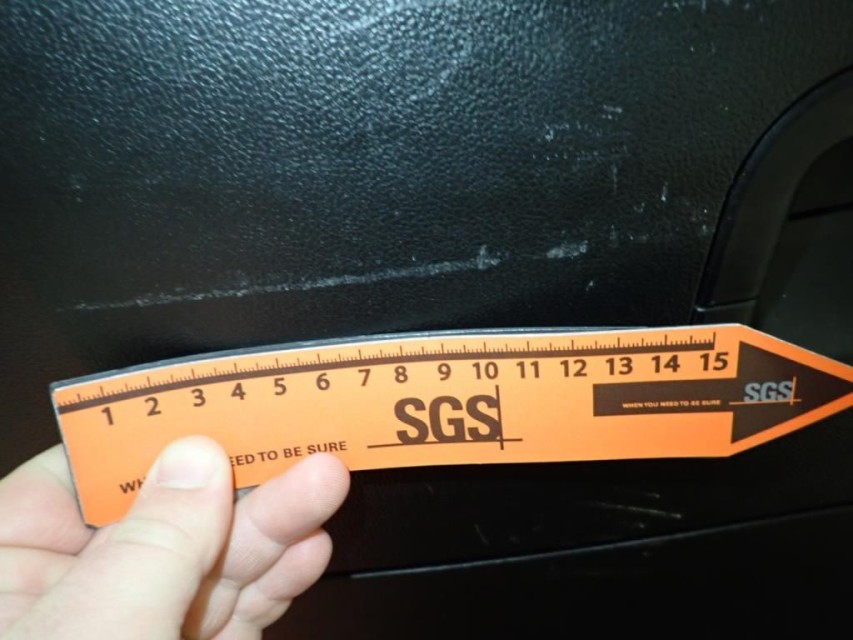 1 2 3 4 5 6 7 8 9 10 11 12 13 14 15
SGS
WHEN YOU NEED TO BE SURE
SGS
EED TO BE SURE